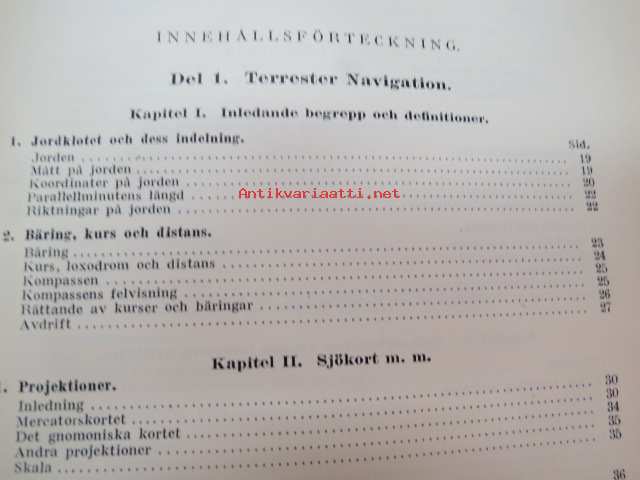 INNEHÅLLSFÖRTECKNING.
Del 1. Terrester Navigation.
Kapitel I. Inledande begrepp och definitioner.
1. Jordklotet och dess indelning.
Sid.
Jorden 19
Mått på jorden 19
Koordinater på jorden 20
Parallellminutens längd 22
Riktningar på jorden 22
Antikvariaatti.net
2. Bäring, kurs och distans.
Bäring 23
Kurs, loxodrom och distans 24
Kompassen 25
Kompassens felvisning 25
Rättande av kurser och bäringar 26
Avdrift 27
Kapitel II. Sjökort m. m.
1. Projektioner.
Inledning 30
Mercatorskortet 30
Det gnomoniska kortet 34
Andra projektioner 35
Skala 35
36